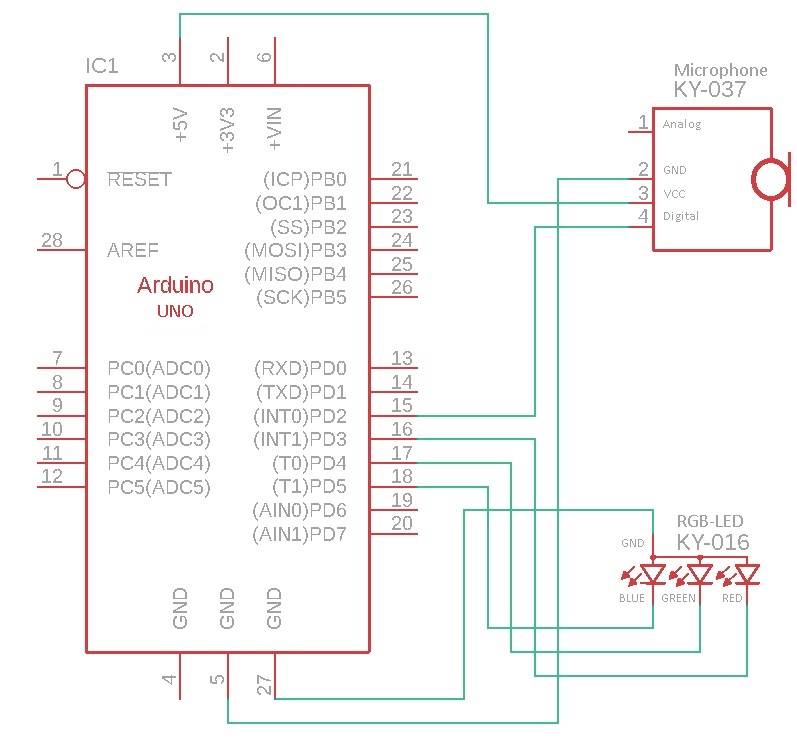 IC1
3
2
6
+5V
+3V3
+VIN
1
RESET
28
AREF
Arduino
UNO
(ICP)PB0
21
(OC1)PB1
22
(SS)PB2
23
(MOSI)PB3
24
(MISO)PB4
25
(SCK)PB5
26
7
PC0(ADC0)
8
PC1(ADC1)
9
PC2(ADC2)
10
PC3(ADC3)
11
PC4(ADC4)
12
PC5(ADC5)
(RXD)PD0
13
(TXD)PD1
14
(INT0)PD2
15
(INT1)PD3
16
(T0)PD4
17
(T1)PD5
18
(AIN0)PD6
19
(AIN1)PD7
20
GND
GND
GND
4
5
27
Microphone
KY-037
1
Analog
2
GND
3
VCC
4
Digital
RGB-LED
KY-016
GND
BLUE
GREEN
RED